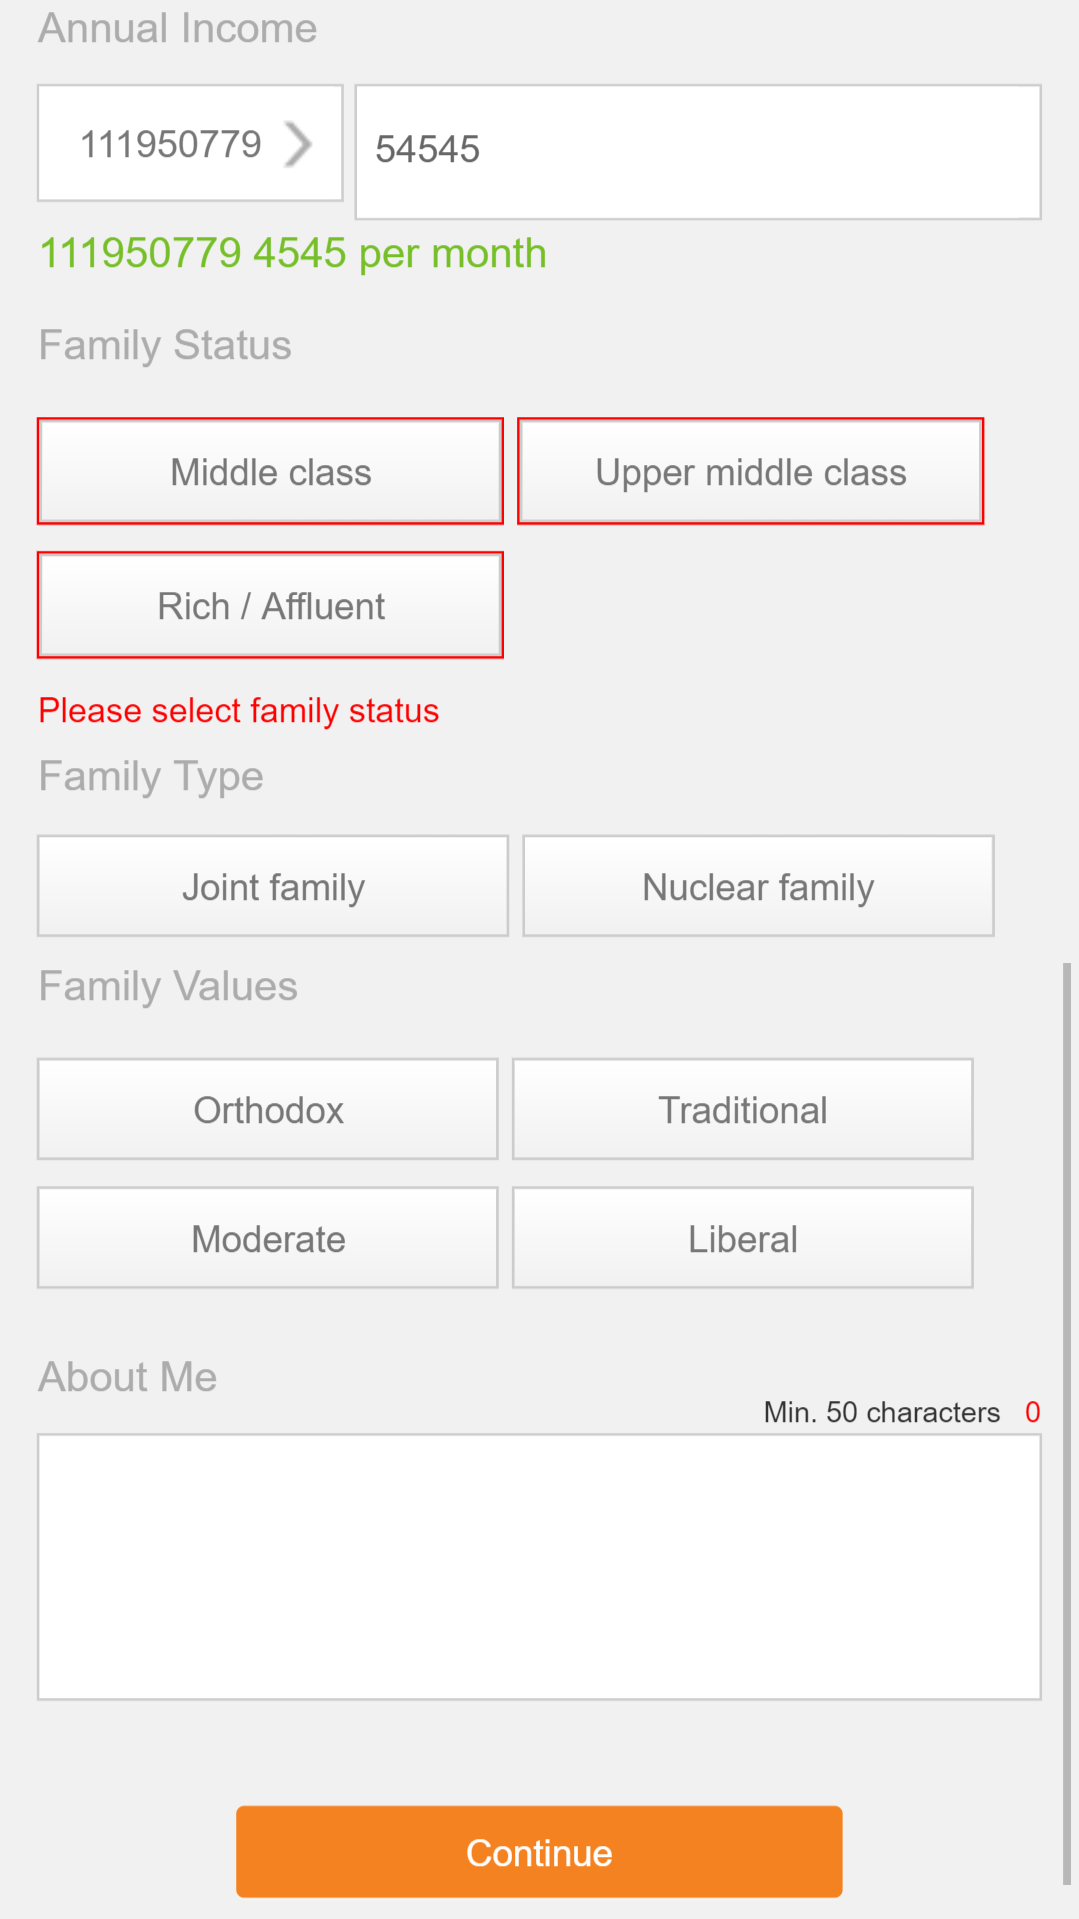 Annual Income
111950779 54545
111950779 4545 per month
Family Status
Middle class Upper middle class
Rich / Affluent
Please select family status
Family Type
Joint family Nuclear family
Family Values
Orthodox Traditional
Moderate Liberal
About Me
Min. 50 characters 0
Continue